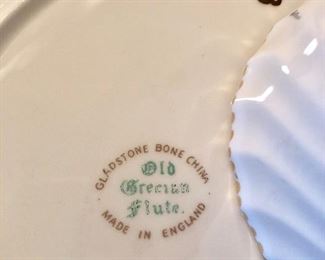 GLADSTONE BONE CHINA
Old
Grecian
Flute.
MADE IN ENGLAND